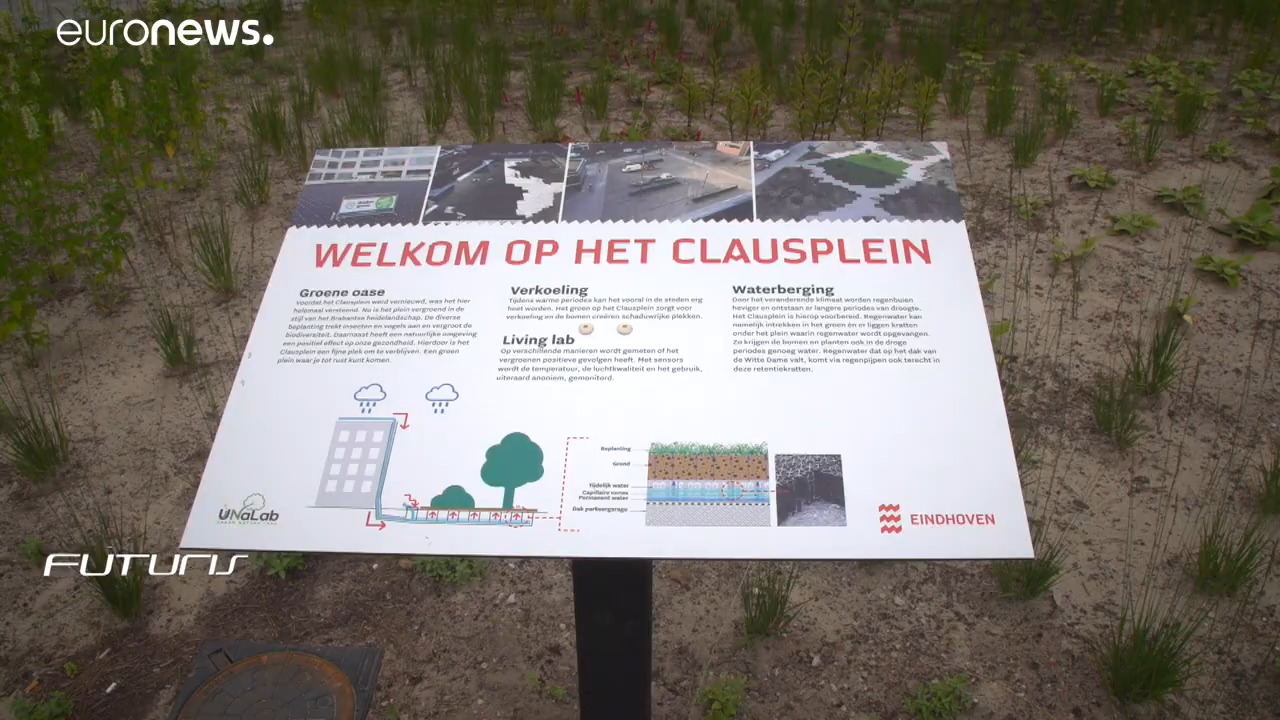 euronews.
WELKOM OP HET CLAUSPLEIN
Groene oase
Voordat het Clausplein werd vernieuwd, was het hier
helemaal versteend. Nu is het plein vergroend in de
stijl van het Brabantse heidelandschap. De diverse
beplanting trekt insecten en vogels aan en vergroot de
biodiversiteit. Daarnaast heeft een natuurlijke omgeving
een positief effect op onze gezondheid. Hierdoor is het
Clausplein een fijne plek om te verblijven. Een groen
plein waar je tot rust kunt komen.
Verkoeling
Tijdens warme periodes kan het vooral in de steden erg
heet worden. Het groen op het Clausplein zorgt voor
verkoeling en de bomen creëren schaduwrijke plekken.
Living lab
Op verschillende manieren wordt gemeten of het
vergroenen positieve gevolgen heeft. Met sensors
wordt de temperatuur, de luchtkwaliteit en het gebruik,
uiteraard anoniem, gemonitord.
Waterberging
Door het veranderende klimaat worden regenbuien
heviger en ontstaan er langere periodes van droogte.
Het Clausplein is hierop voorbereid. Regenwater kan
namelijk intrekken in het groen én er liggen kratten
onder het plein waarin regenwater wordt opgevangen.
Zo krijgen de bomen en planten ook in de droge
periodes genoeg water. Regenwater dat op het dak van
de Witte Dame valt, komt via regenpijpen ook terecht in
deze retentiekratten.
Beplanting
Grond
Tijdelijk water
Capillaire zones
Permanent water
Dak parkeergarage
UNaLab
EINDHOVEN
FUTURIS